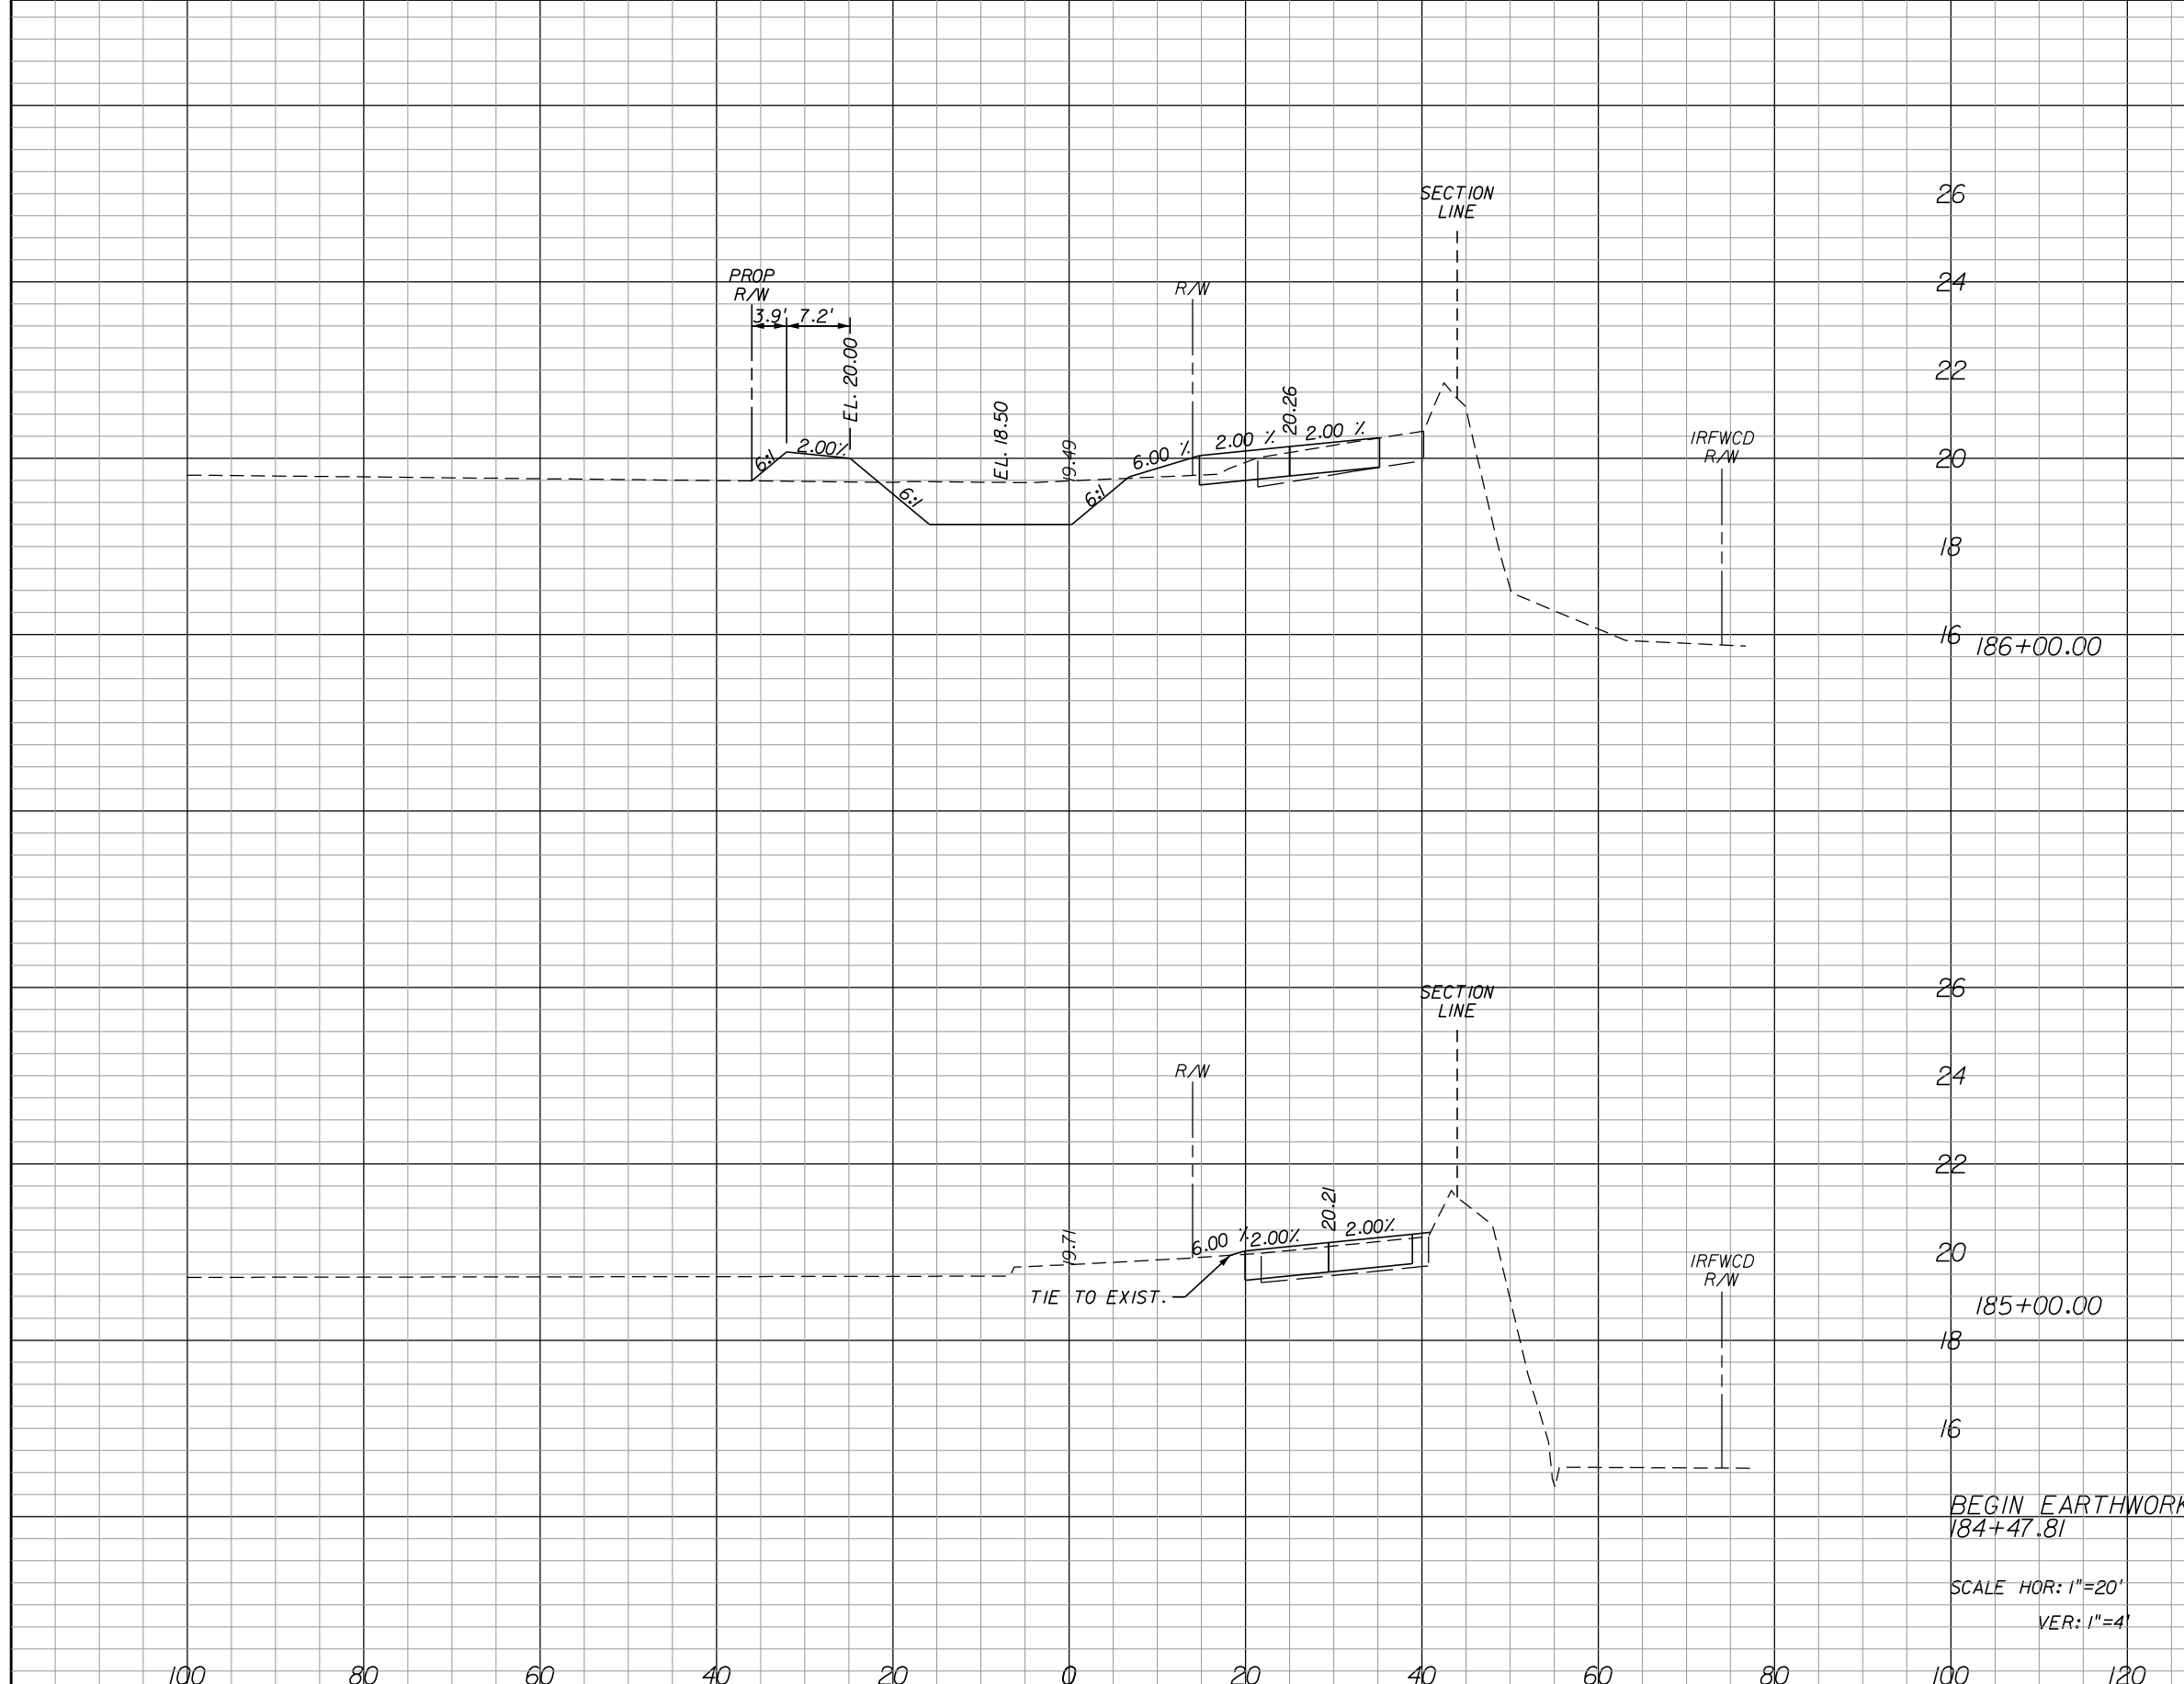 26
SECTION
LINE
24
PROP
R/W
R/W
3.9' 7.2'
EL. 20.00
22
EL. 18.50
19.49
20.26
6:1
2.00%
6:1
6:1
6.00 %
2.00 %
2.00 %
IRFWCD
R/W
20
18
16
186+00.00
26
SECTION
LINE
24
R/W
22
19.71
6.00 %
2.00%
20.21
2.00%
20
IRFWCD
R/W
TIE TO EXIST.
185+00.00
18
16
BEGIN EARTHWORK
184+47.81
SCALE HOR: 1"=20'
VER: 1"=4'
100 80 60 40 20 0 20 40 60 80 100 120